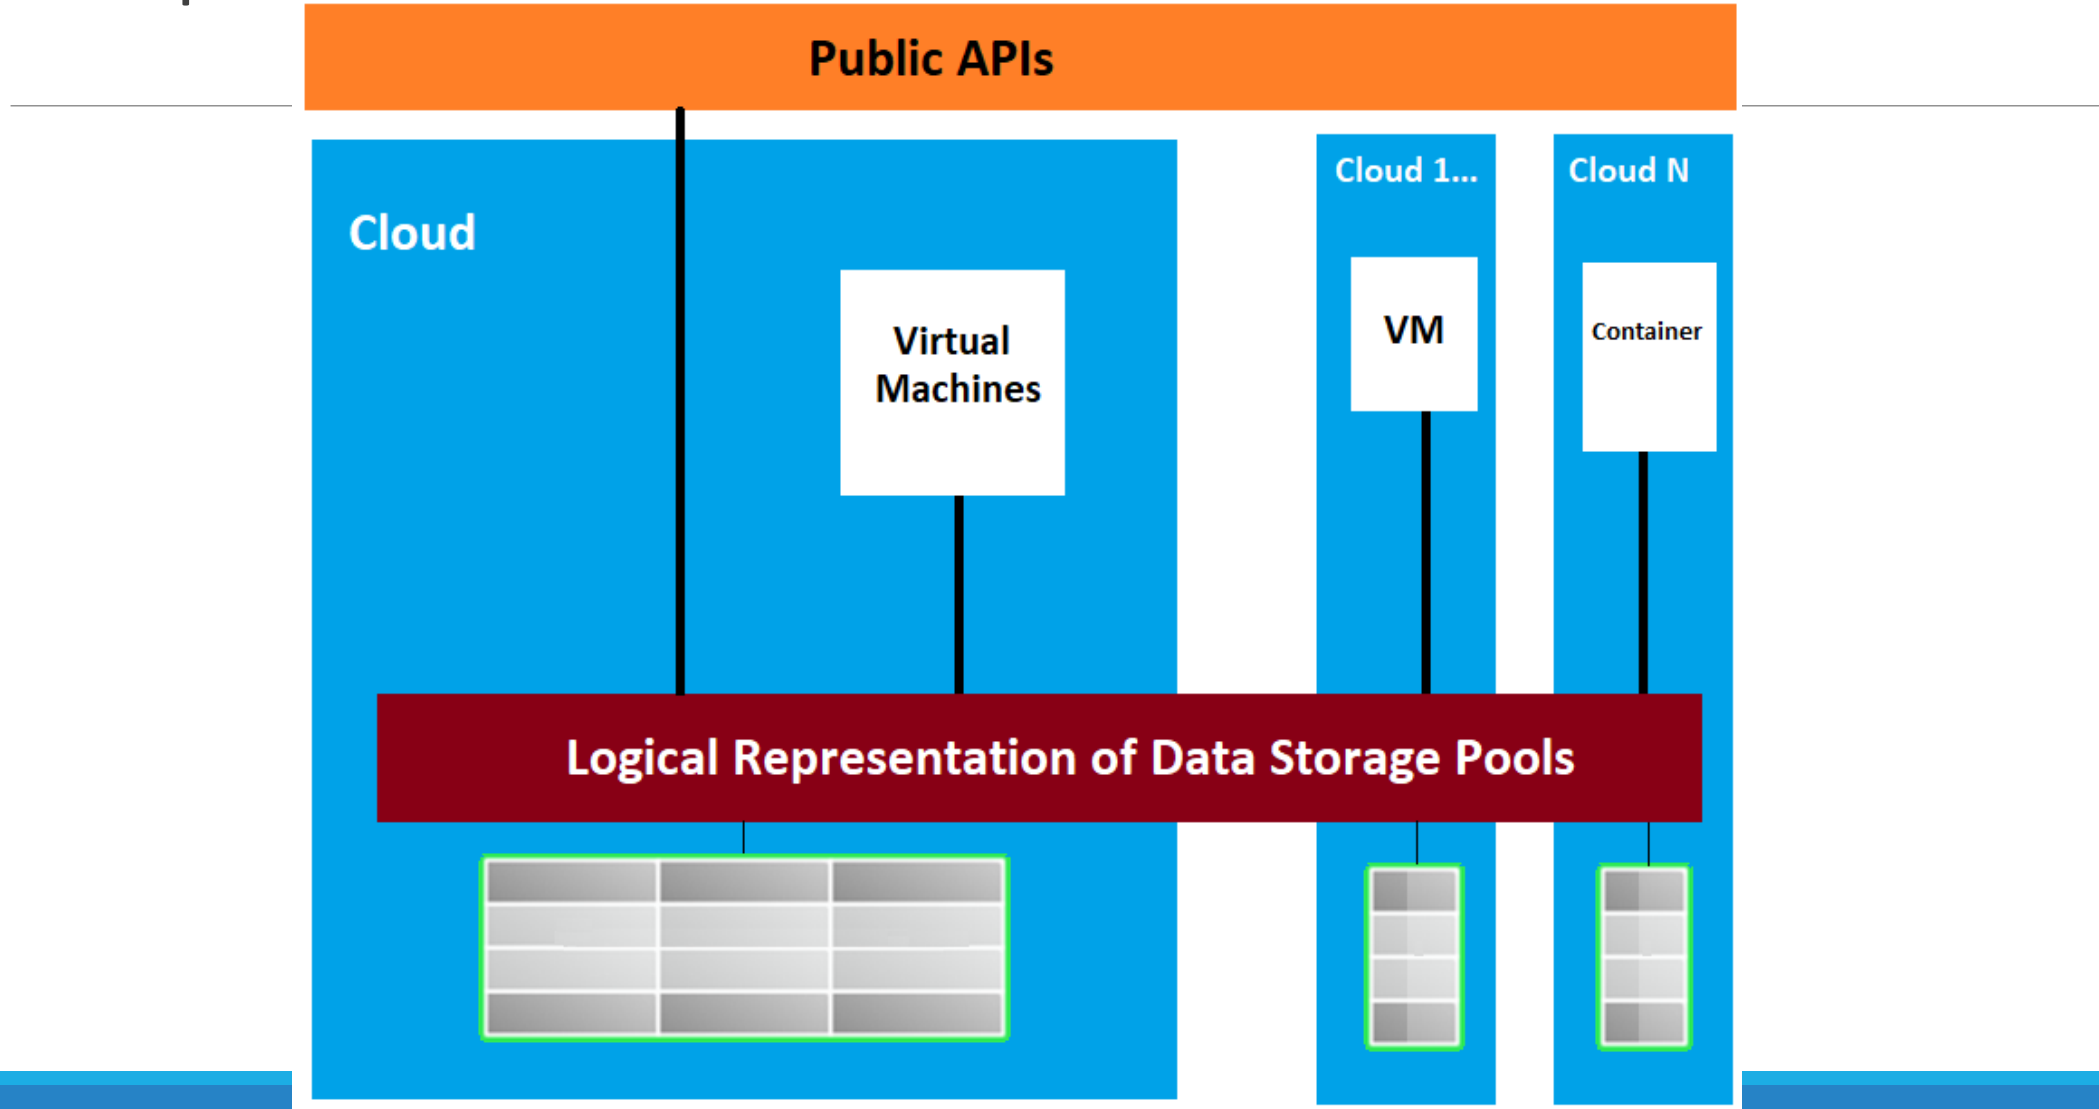 Public APIs
Cloud
Virtual
Machines
Cloud 1...
VM
Cloud N
Container
Logical Representation of Data Storage Pools